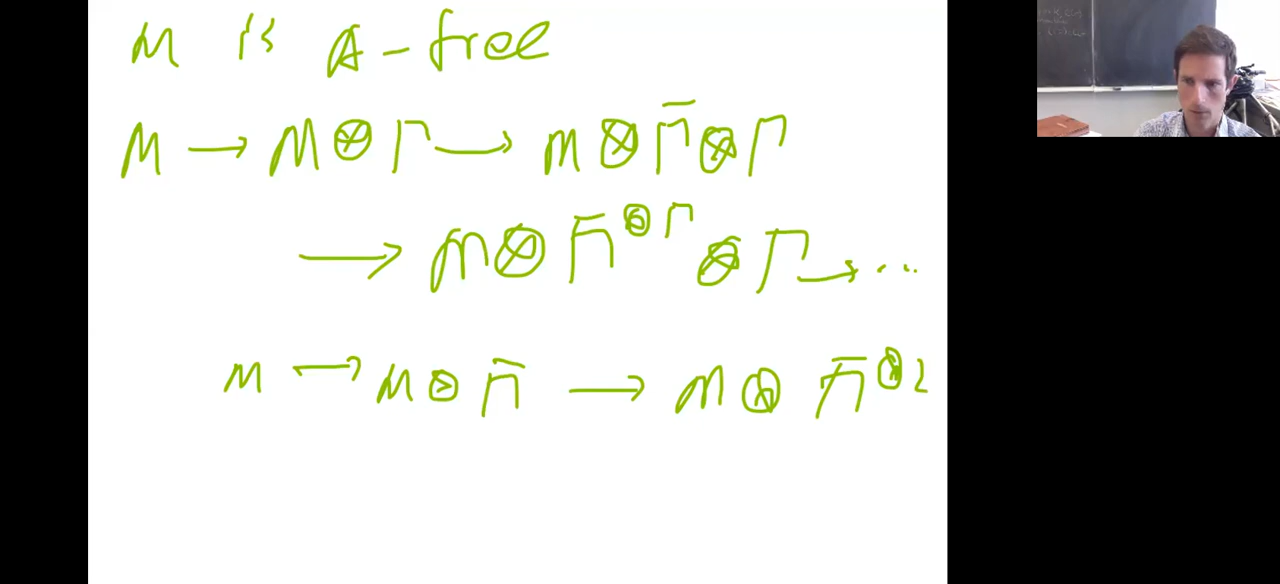 M is A-free
M → M ⊗ Γ → M ⊗ Γ̄ ⊗ Γ
→ M ⊗ Γ̄^{⊗ Γ} ⊗ Γ → ...
M → M ⊗ Γ̄ → M ⊗ Γ̄^{⊗2}